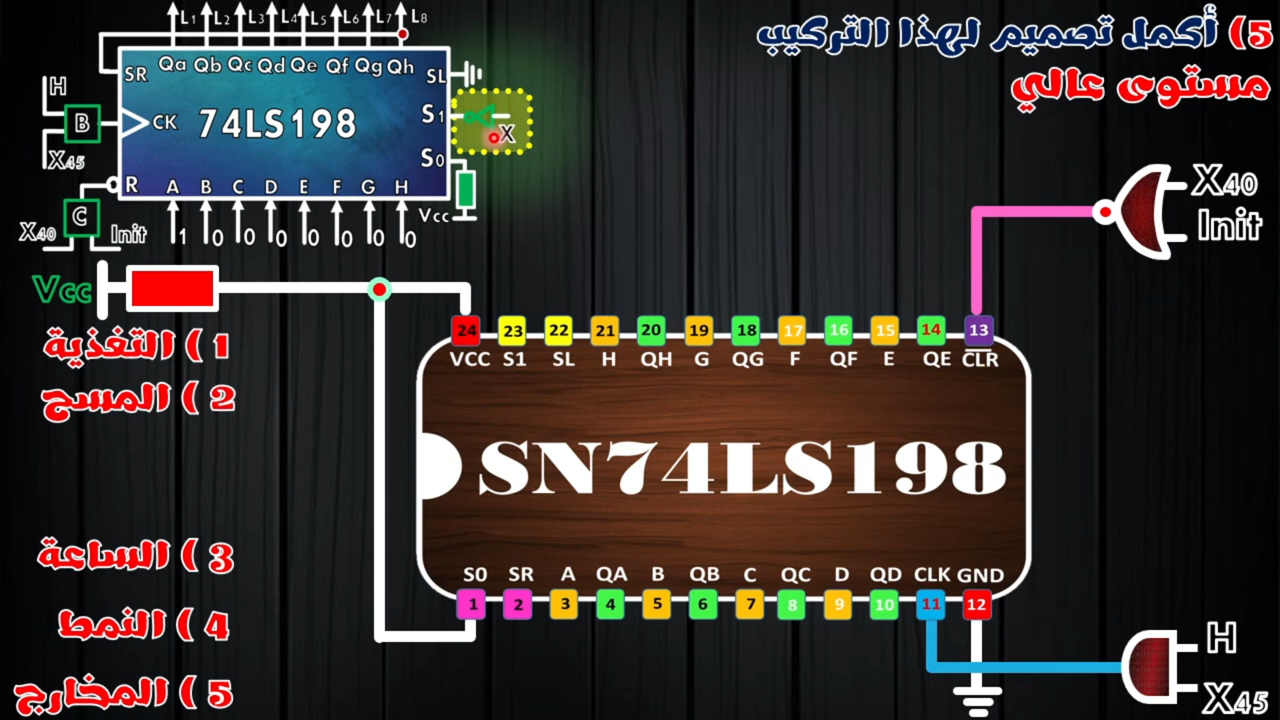 5) أكمل تصميم لهذا التركيب
مستوى عالي
L1 L2 L3 L4 L5 L6 L7 L8
SR Qa Qb Qc Qd Qe Qf Qg Qh SL
H
B
X45
CK 74LS198 S1
X
S0
R A B C D E F G H
Vcc
C
X40 Init
1 0 0 0 0 0 0 0
X40
Init
Vcc
1 ) التغذية
2 ) المسح
3 ) الساعة
4 ) النمط
5 ) المخارج
24 23 22 21 20 19 18 17 16 15 14 13
VCC S1 SL H QH G QG F QF E QE CLR
SN74LS198
S0 SR A QA B QB C QC D QD CLK GND
1 2 3 4 5 6 7 8 9 10 11 12
H
X45